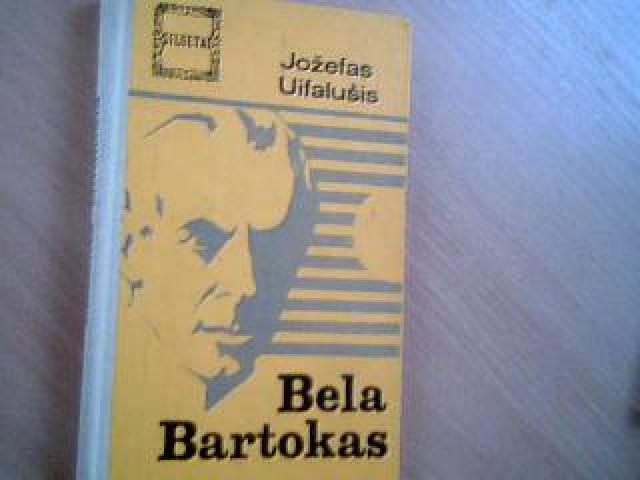 SILUETAI
Jožefas
Uifalušis
Bela
Bartokas